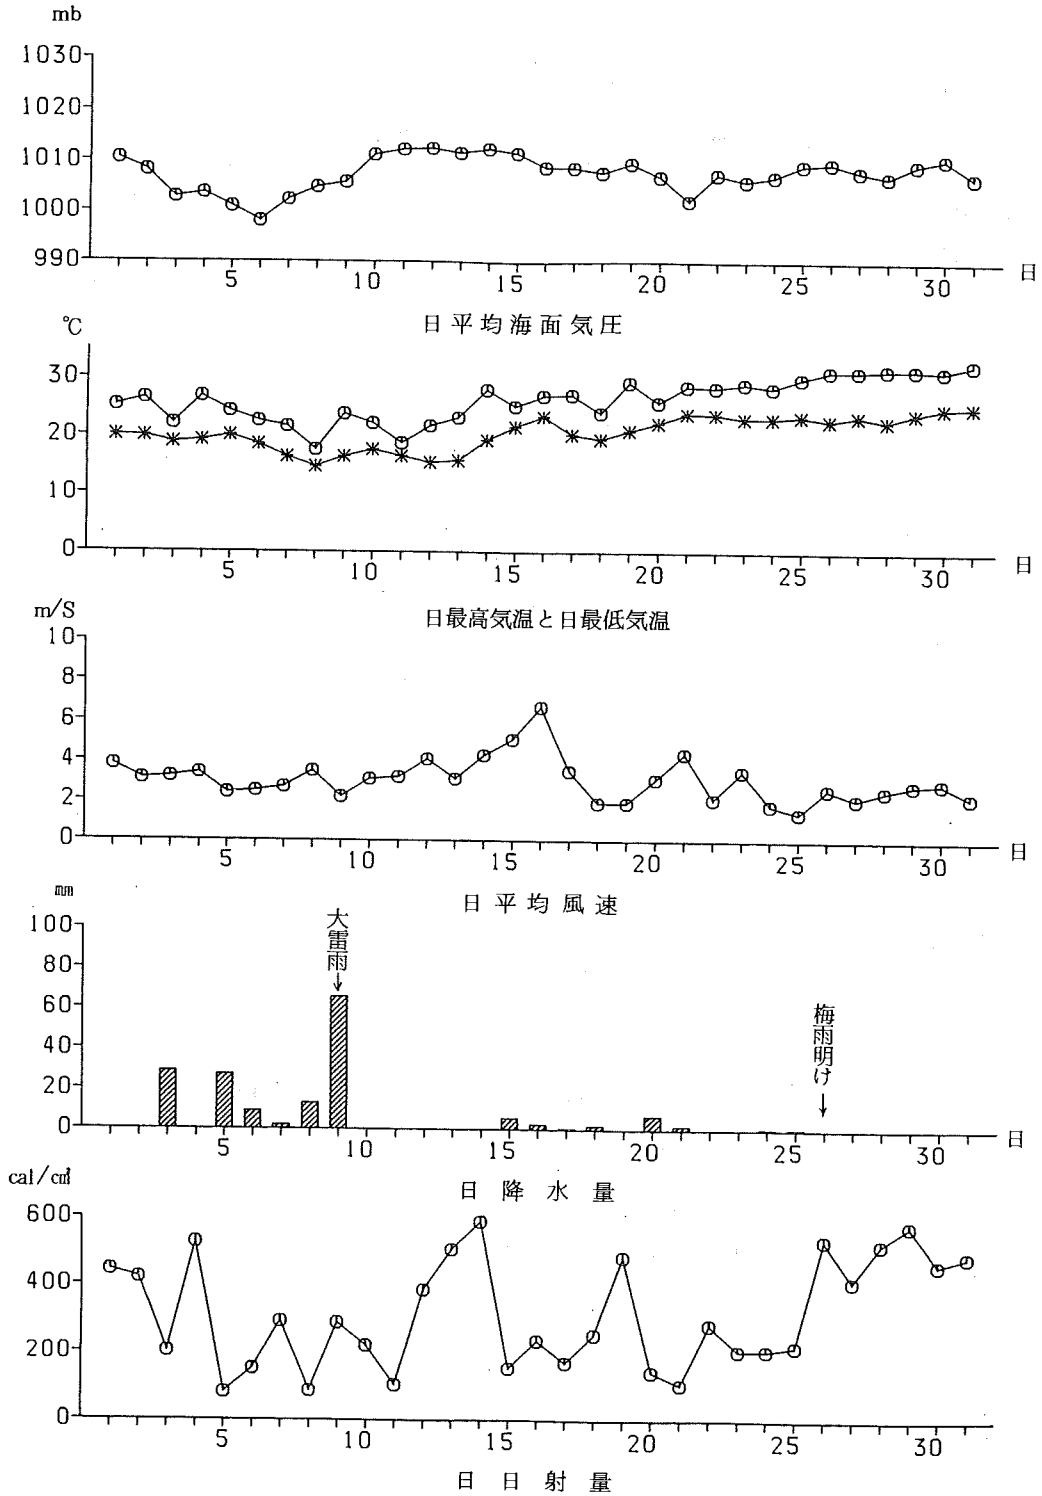 mb
1030
1020
1010
1000
990
5 10 15 20 25 30 日
日平均海面気圧
℃
30
20
10
0
5 10 15 20 25 30 日
日最高気温と日最低気温
m/S
10
8
6
4
2
0
5 10 15 20 25 30 日
日平均風速
mm
100
80
60
40
20
0
大雷雨
↓
梅雨明け
↓
5 10 15 20 25 30 日
日降水量
cal/c㎡
600
400
200
0
5 10 15 20 25 30
日日射量